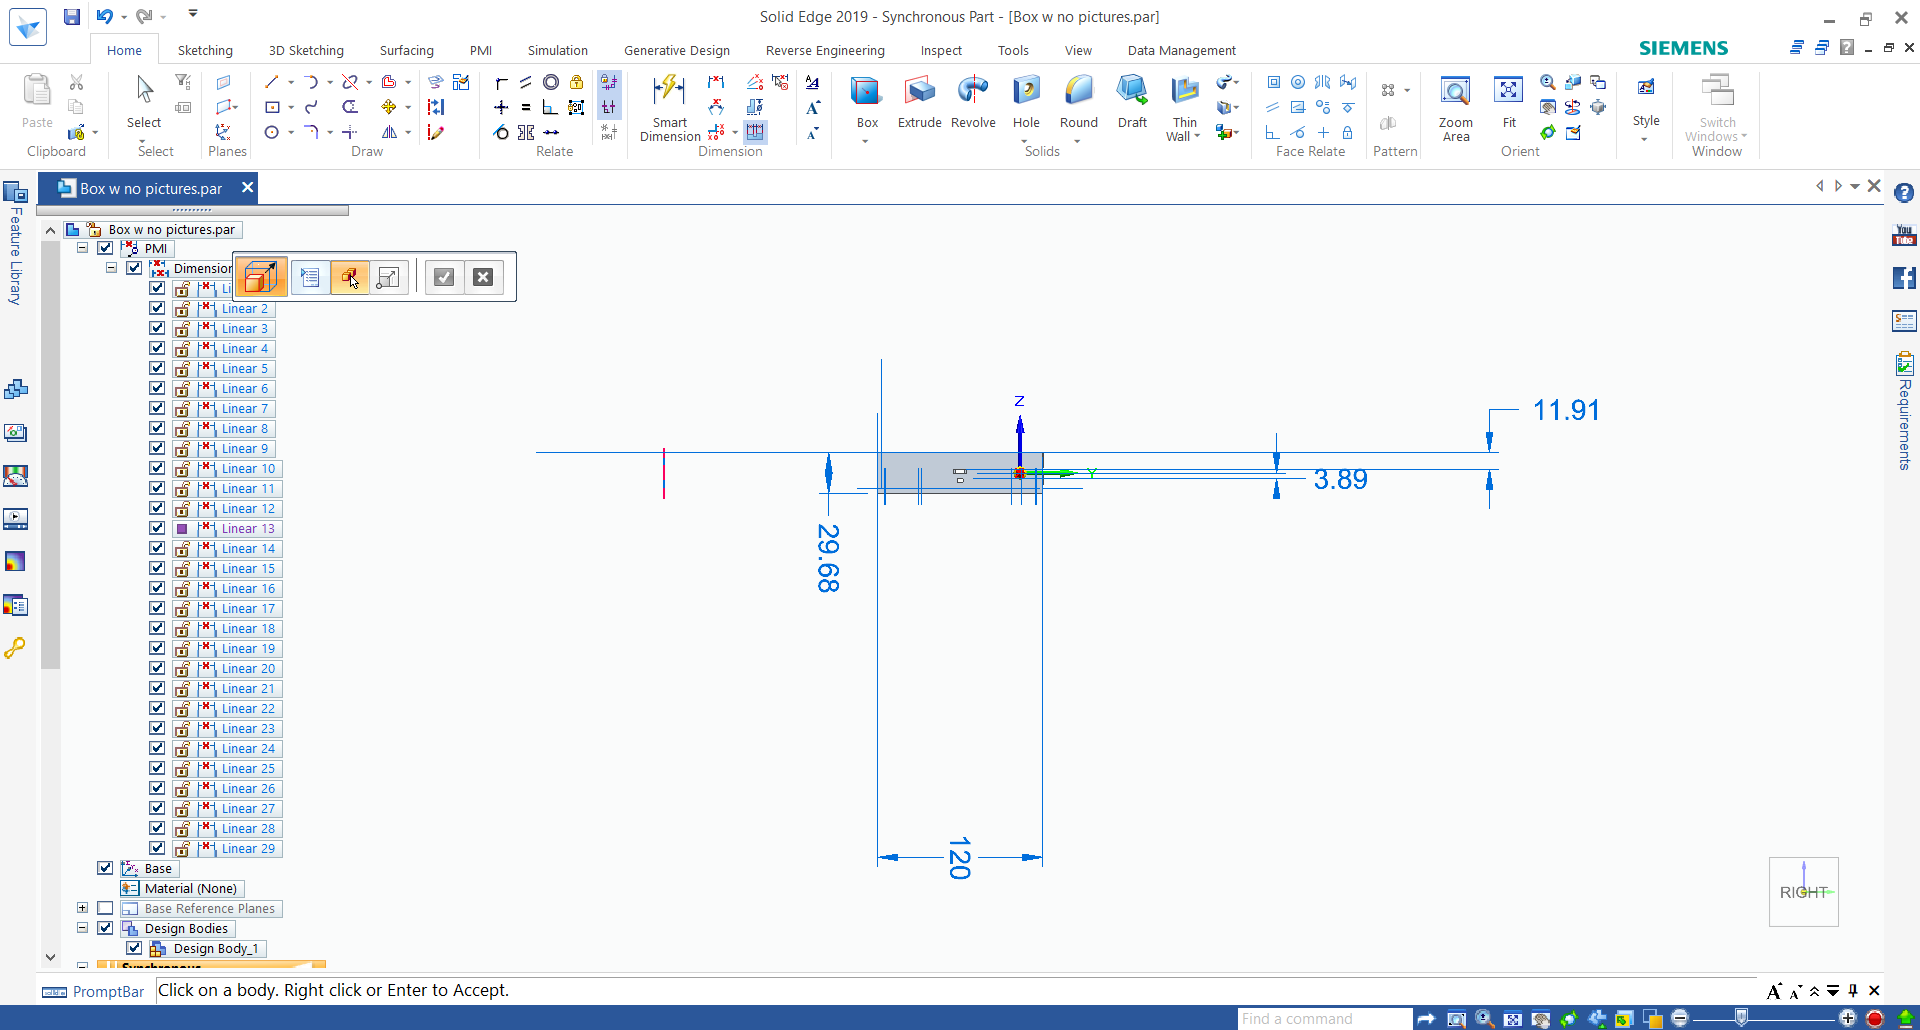 Solid Edge 2019 - Synchronous Part - [Box w no pictures.par]
Home Sketching 3D Sketching Surfacing PMI Simulation Generative Design Reverse Engineering Inspect Tools View Data Management
SIEMENS
Paste
Clipboard
Select
Select
Planes
Draw
Relate
Smart Dimension
Dimension
Box
Extrude
Revolve
Hole
Round
Draft
Thin Wall
Solids
Face Relate
Pattern
Zoom Area
Fit
Orient
Style
Switch Windows
Window
Box w no pictures.par
Feature Library
Box w no pictures.par
PMI
Dimension
Li
Linear 2
Linear 3
Linear 4
Linear 5
Linear 6
Linear 7
Linear 8
Linear 9
Linear 10
Linear 11
Linear 12
Linear 13
Linear 14
Linear 15
Linear 16
Linear 17
Linear 18
Linear 19
Linear 20
Linear 21
Linear 22
Linear 23
Linear 24
Linear 25
Linear 26
Linear 27
Linear 28
Linear 29
Base
Material (None)
Base Reference Planes
Design Bodies
Design Body_1
Synchronous
Z
Y
11.91
3.89
29.68
120
RIGHT
You
Tube
Requirements
PromptBar
Click on a body. Right click or Enter to Accept.
Find a command